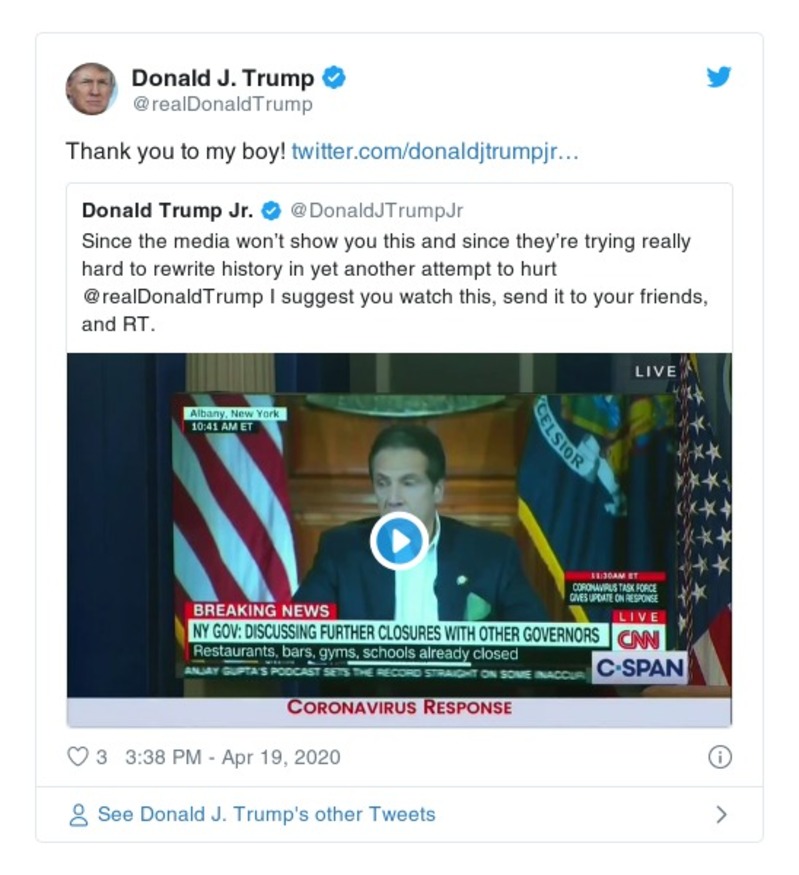 Donald J. Trump
@realDonaldTrump
Thank you to my boy! twitter.com/donaldjtrumpjr…
Donald Trump Jr. @DonaldJTrumpJr
Since the media won’t show you this and since they’re trying really
hard to rewrite history in yet another attempt to hurt
@realDonaldTrump I suggest you watch this, send it to your friends,
and RT.
LIVE
Albany, New York
10:41 AM ET
CELSIOR
11:30AM ET
CORONAVIRUS TASK FORCE
GIVES UPDATE ON RESPONSE
BREAKING NEWS
LIVE
NY GOV: DISCUSSING FURTHER CLOSURES WITH OTHER GOVERNORS
CNN
Restaurants, bars, gyms, schools already closed
C-SPAN
ANJAY GUPTA'S PODCAST SETS THE RECORD STRAIGHT ON SOME INACCUR
CORONAVIRUS RESPONSE
3 3:38 PM - Apr 19, 2020
See Donald J. Trump's other Tweets